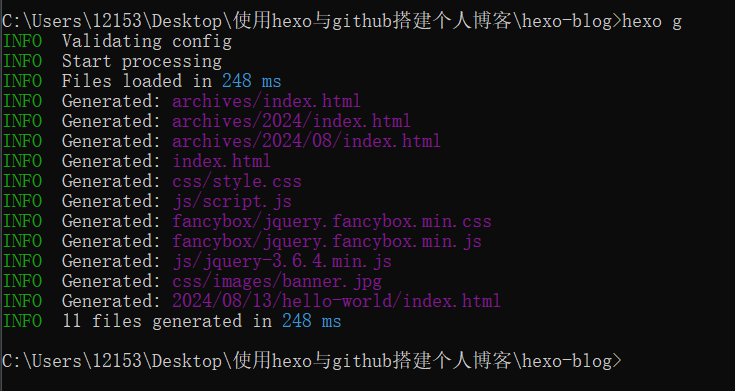 C:\Users\12153\Desktop\使用hexo与github搭建个人博客\hexo-blog>hexo g
INFO  Validating config
INFO  Start processing
INFO  Files loaded in 248 ms
INFO  Generated: archives/index.html
INFO  Generated: archives/2024/index.html
INFO  Generated: archives/2024/08/index.html
INFO  Generated: index.html
INFO  Generated: css/style.css
INFO  Generated: js/script.js
INFO  Generated: fancybox/jquery.fancybox.min.css
INFO  Generated: fancybox/jquery.fancybox.min.js
INFO  Generated: js/jquery-3.6.4.min.js
INFO  Generated: css/images/banner.jpg
INFO  Generated: 2024/08/13/hello-world/index.html
INFO  11 files generated in 248 ms
C:\Users\12153\Desktop\使用hexo与github搭建个人博客\hexo-blog>